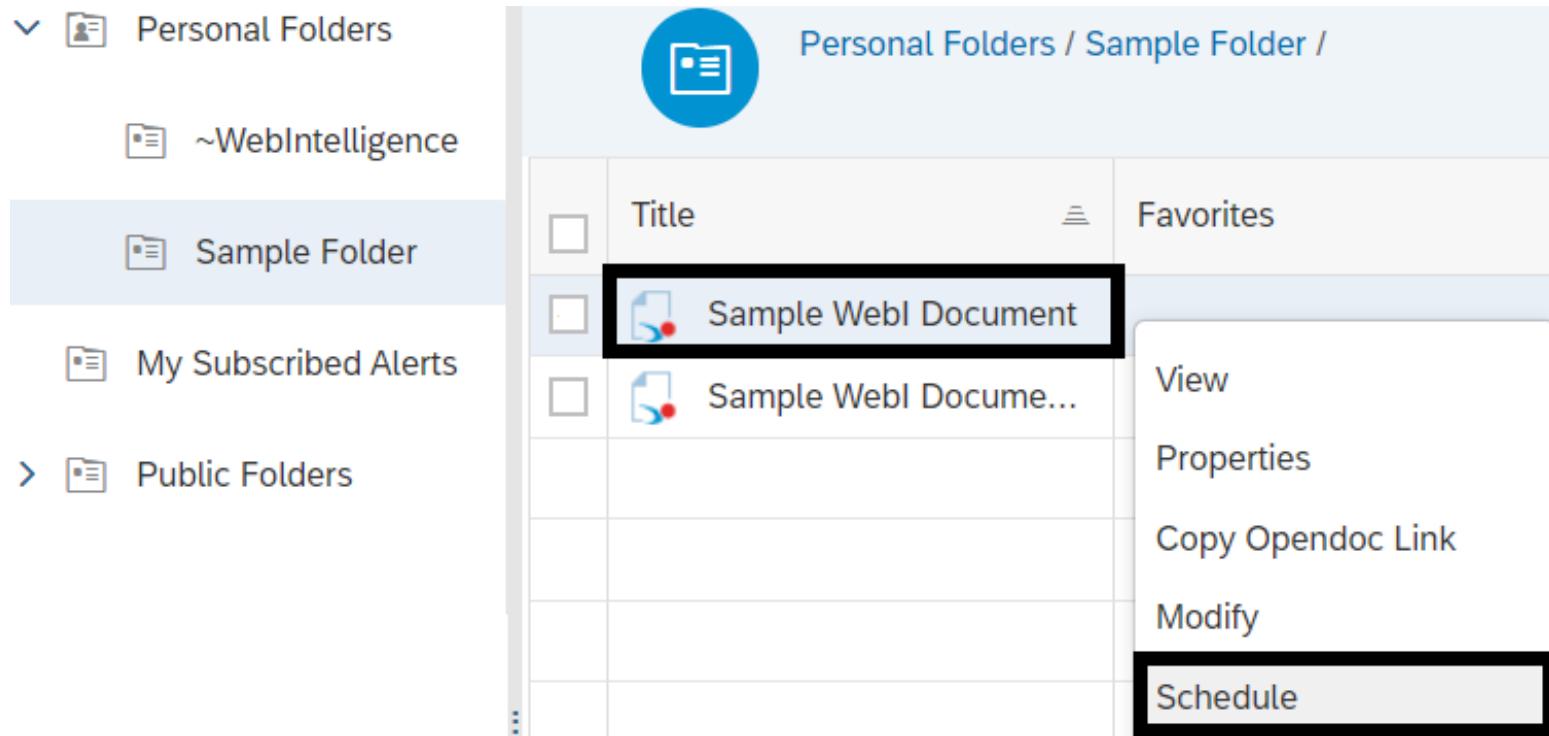 Personal Folders
~WebIntelligence
Sample Folder
My Subscribed Alerts
Public Folders
Personal Folders / Sample Folder /
Title
Favorites
Sample WebI Document
Sample WebI Docume...
View
Properties
Copy Opendoc Link
Modify
Schedule